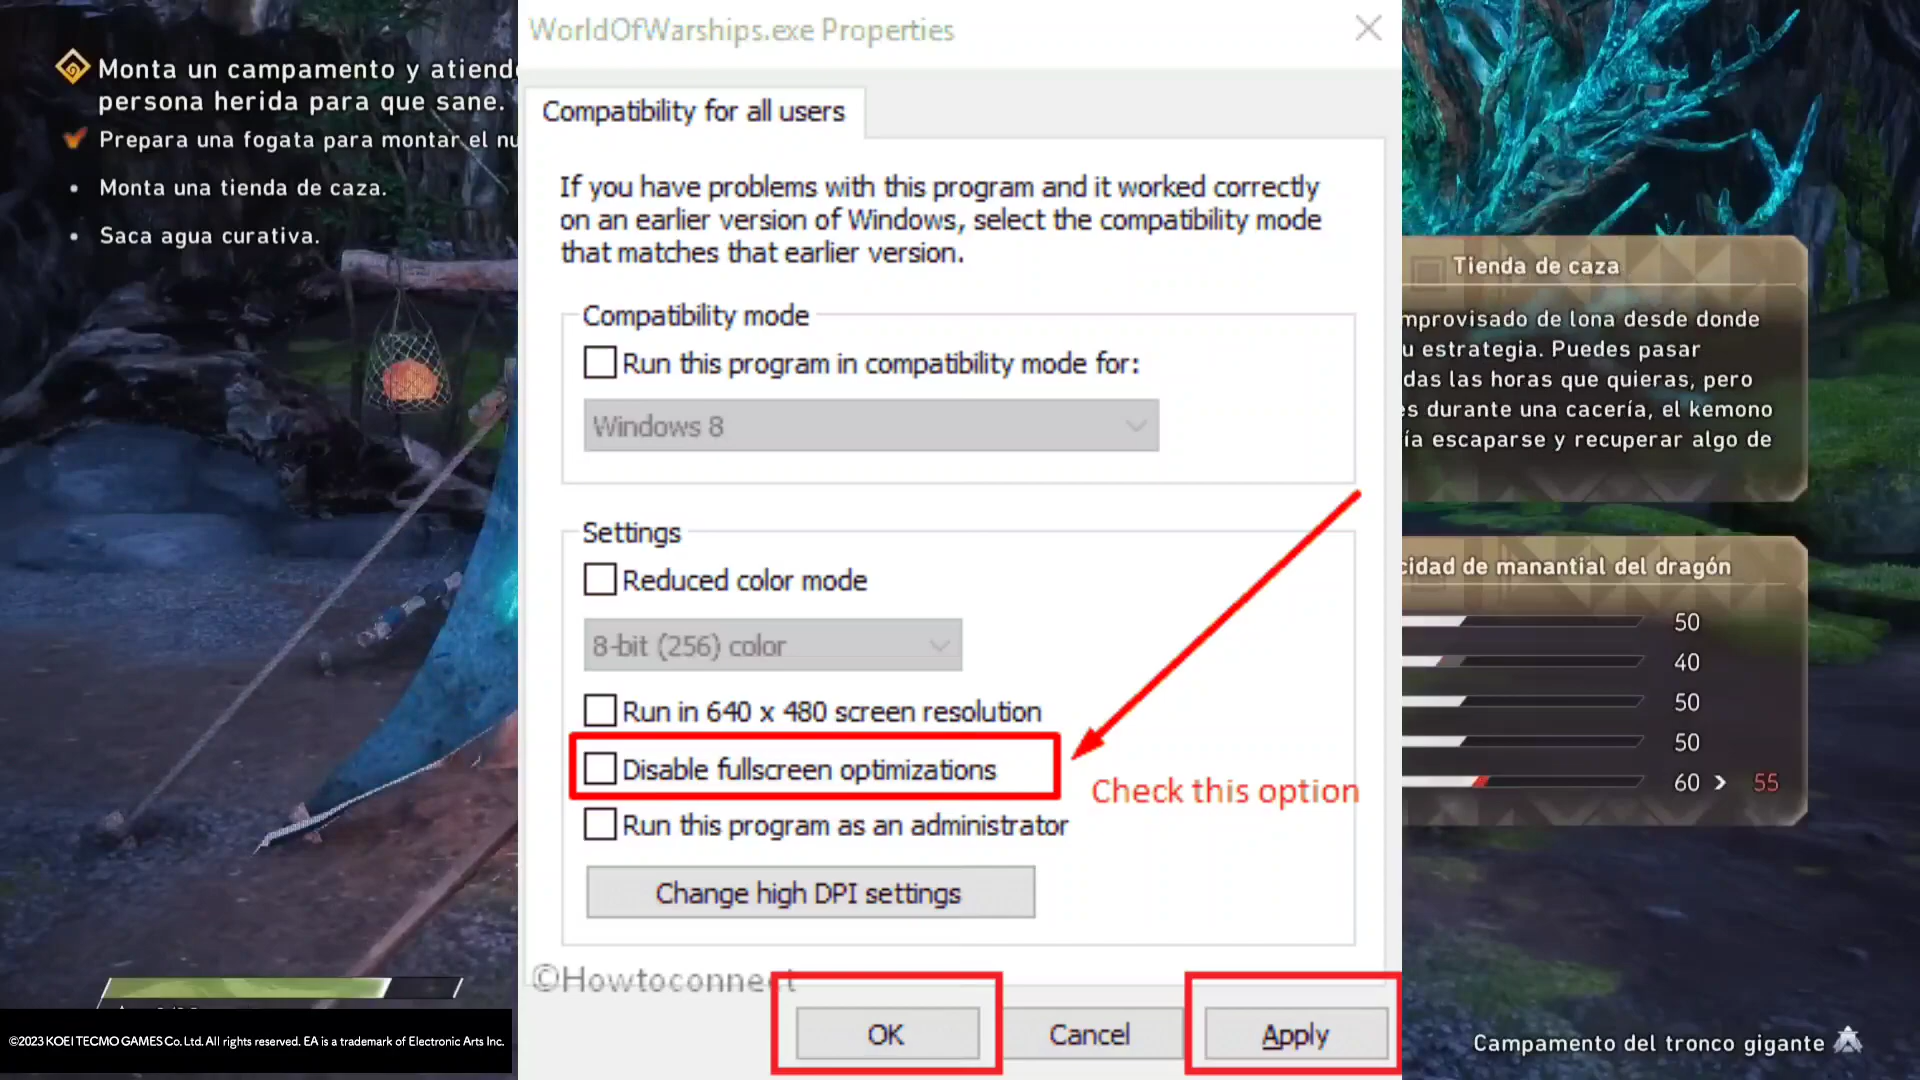 Monta un campamento y atiend
persona herida para que sane.
Prepara una fogata para montar el nu
• Monta una tienda de caza.
• Saca agua curativa.
©2023 KOEI TECMO GAMES Co. Ltd. All rights reserved. EA is a trademark of Electronic Arts Inc.
WorldOfWarships.exe Properties
Compatibility for all users
If you have problems with this program and it worked correctly
on an earlier version of Windows, select the compatibility mode
that matches that earlier version.
Compatibility mode
Run this program in compatibility mode for:
Windows 8
Settings
Reduced color mode
8-bit (256) color
Run in 640 x 480 screen resolution
Disable fullscreen optimizations
Check this option
Run this program as an administrator
Change high DPI settings
©Howtoconnect
OK
Cancel
Apply
Tienda de caza
mprovisado de lona desde donde
u estrategia. Puedes pasar
das las horas que quieras, pero
es durante una cacería, el kemono
ía escaparse y recuperar algo de
cidad de manantial del dragón
50
40
50
50
60 > 55
Campamento del tronco gigante